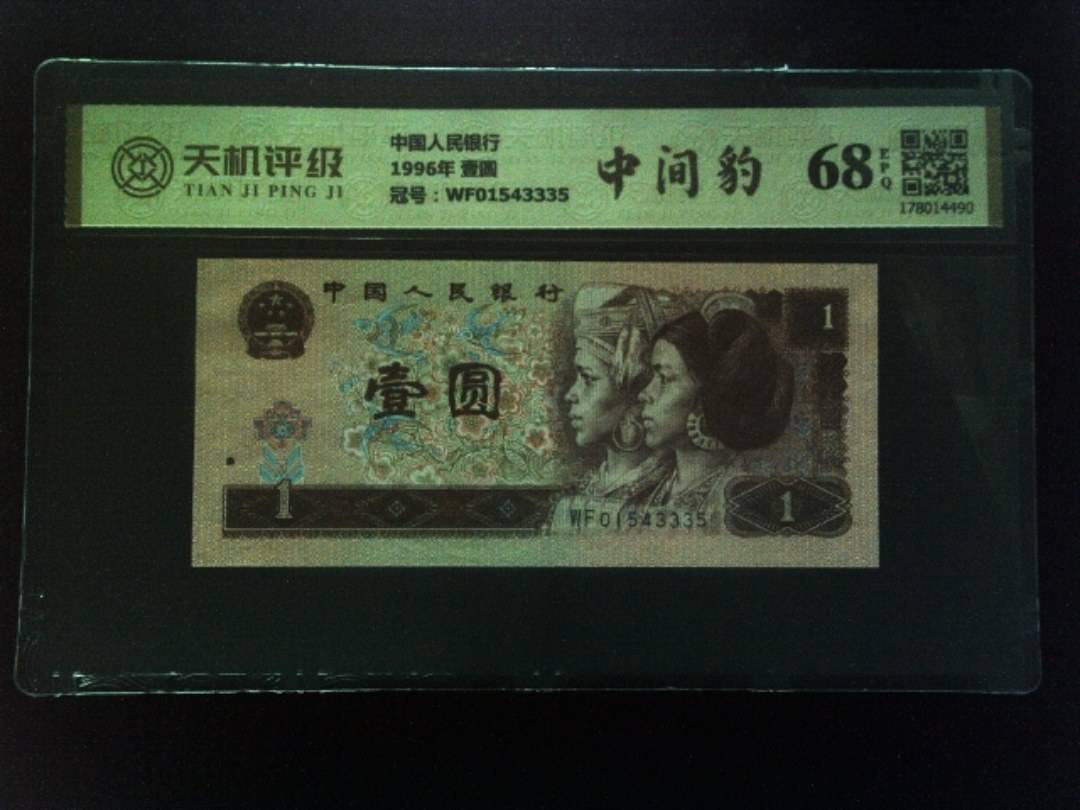 天机评级
TIAN JI PING JI
中国人民银行
1996年 壹圆
冠号：WF01543335
中间豹
68
EPQ
178014490
中国人民银行
1
壹圆
1
WF01543335
1